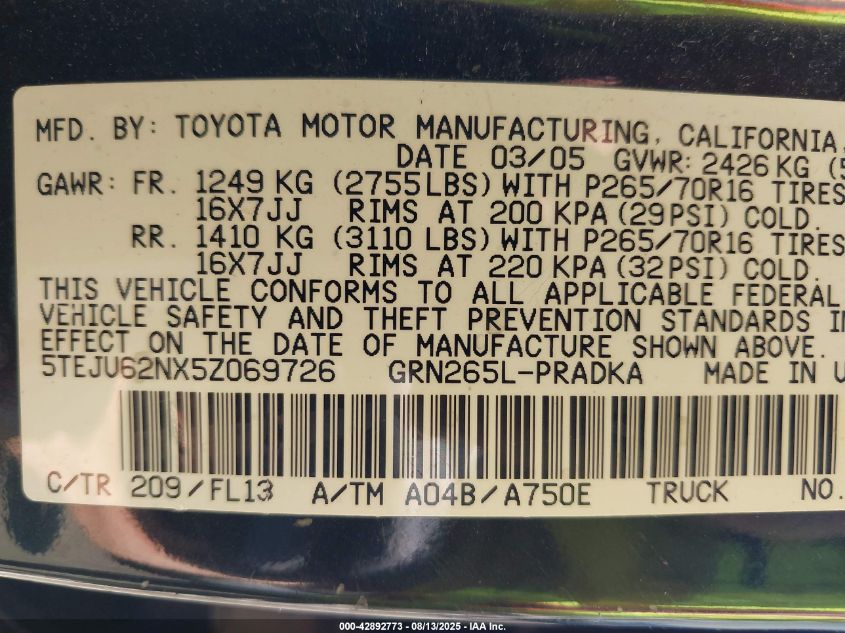 MFD. BY: TOYOTA MOTOR MANUFACTURING, CALIFORNIA,
DATE 03/05 GVWR: 2426KG (5
GAWR: FR. 1249 KG (2755LBS) WITH P265/70R16 TIRES
16X7JJ RIMS AT 200 KPA (29PSI) COLD.
RR. 1410 KG (3110 LBS) WITH P265/70R16 TIRES
16X7JJ RIMS AT 220 KPA (32PSI) COLD.
THIS VEHICLE CONFORMS TO ALL APPLICABLE FEDERAL
VEHICLE SAFETY AND THEFT PREVENTION STANDARDS I
EFFECT ON THE DATE OF MANUFACTURE SHOWN ABOVE.
5TEJU62NX5Z069726 GRN265L-PRADKA MADE IN U
C/TR 209/FL13 A/TM A04B/A750E TRUCK NO.
000-42892773 - 08/13/2025 - IAA Inc.